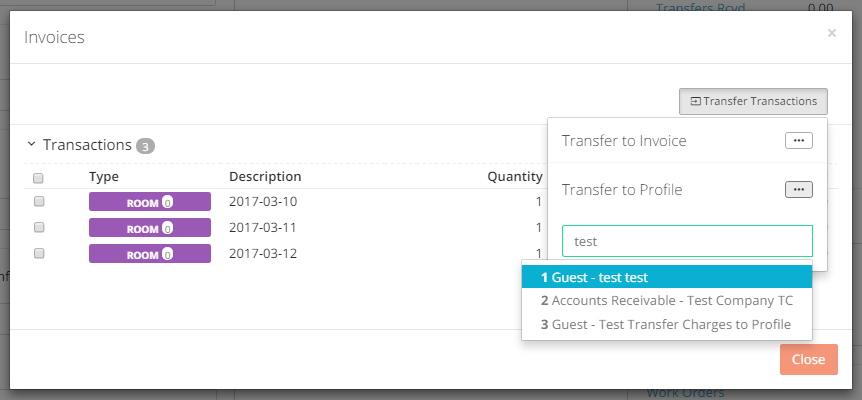 Transfers Rcvd 0.00
Invoices ×
Transfer Transactions
Transactions 3
Transfer to Invoice ...
Type Description Quantity
Transfer to Profile ...
ROOM 0 2017-03-10 1
ROOM 0 2017-03-11 1
ROOM 0 2017-03-12 1
test
1 Guest - test test
2 Accounts Receivable - Test Company TC
3 Guest - Test Transfer Charges to Profile
Close
Work Orders